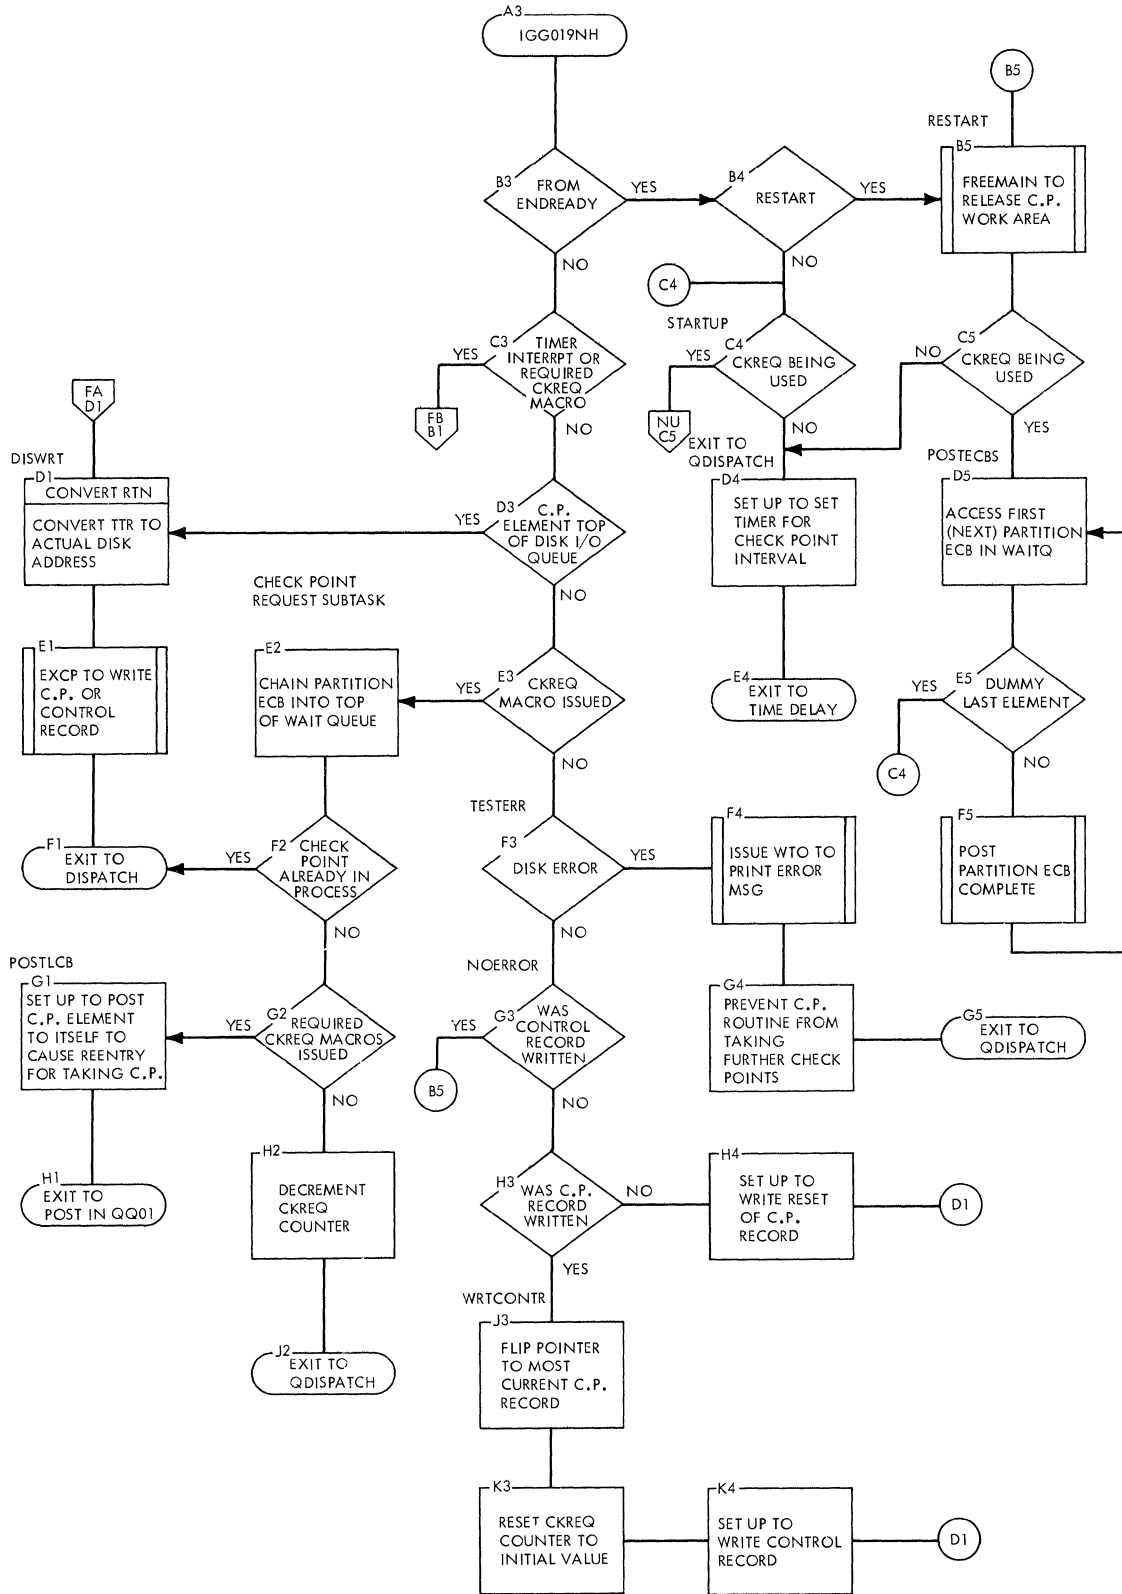 A3
IGG019NH
B5
RESTART
B3
FROM
ENDREADY
YES
NO
B4
RESTART
YES
NO
B5
FREEMAIN TO
RELEASE C.P.
WORK AREA
C4
STARTUP
C3
TIMER
INTERRPT OR
REQUIRED
CKREQ
MACRO
YES
NO
FB
B1
C4
CKREQ BEING
USED
YES
NO
NU
C5
C5
CKREQ BEING
USED
NO
YES
FA
D1
DISWRT
D1
CONVERT RTN
CONVERT TTR TO
ACTUAL DISK
ADDRESS
D3
C.P.
ELEMENT TOP
OF DISK I/O
QUEUE
YES
NO
EXIT TO
QDISPATCH
D4
SET UP TO SET
TIMER FOR
CHECK POINT
INTERVAL
POSTECBS
D5
ACCESS FIRST
(NEXT) PARTITION
ECB IN WAITQ
CHECK POINT
REQUEST SUBTASK
E1
EXCP TO WRITE
C.P. OR
CONTROL
RECORD
E2
CHAIN PARTITION
ECB INTO TOP
OF WAIT QUEUE
E3
CKREQ
MACRO ISSUED
YES
NO
E4
EXIT TO
TIME DELAY
E5
DUMMY
LAST ELEMENT
YES
NO
C4
F1
EXIT TO
DISPATCH
F2
CHECK
POINT
ALREADY IN
PROCESS
YES
NO
TESTERR
F3
DISK ERROR
YES
NO
F4
ISSUE WTO TO
PRINT ERROR
MSG
F5
POST
PARTITION ECB
COMPLETE
POSTLCB
G1
SET UP TO POST
C.P. ELEMENT
TO ITSELF TO
CAUSE REENTRY
FOR TAKING C.P.
G2
REQUIRED
CKREQ MACROS
ISSUED
YES
NO
NOERROR
G3
WAS
CONTROL
RECORD
WRITTEN
YES
NO
B5
G4
PREVENT C.P.
ROUTINE FROM
TAKING
FURTHER CHECK
POINTS
G5
EXIT TO
QDISPATCH
H1
EXIT TO
POST IN QQ01
H2
DECREMENT
CKREQ
COUNTER
H3
WAS C.P.
RECORD
WRITTEN
NO
YES
H4
SET UP TO
WRITE RESET
OF C.P.
RECORD
D1
WRTCONTR
J2
EXIT TO
QDISPATCH
J3
FLIP POINTER
TO MOST
CURRENT C.P.
RECORD
K3
RESET CKREQ
COUNTER TO
INITIAL VALUE
K4
SET UP TO
WRITE CONTROL
RECORD
D1